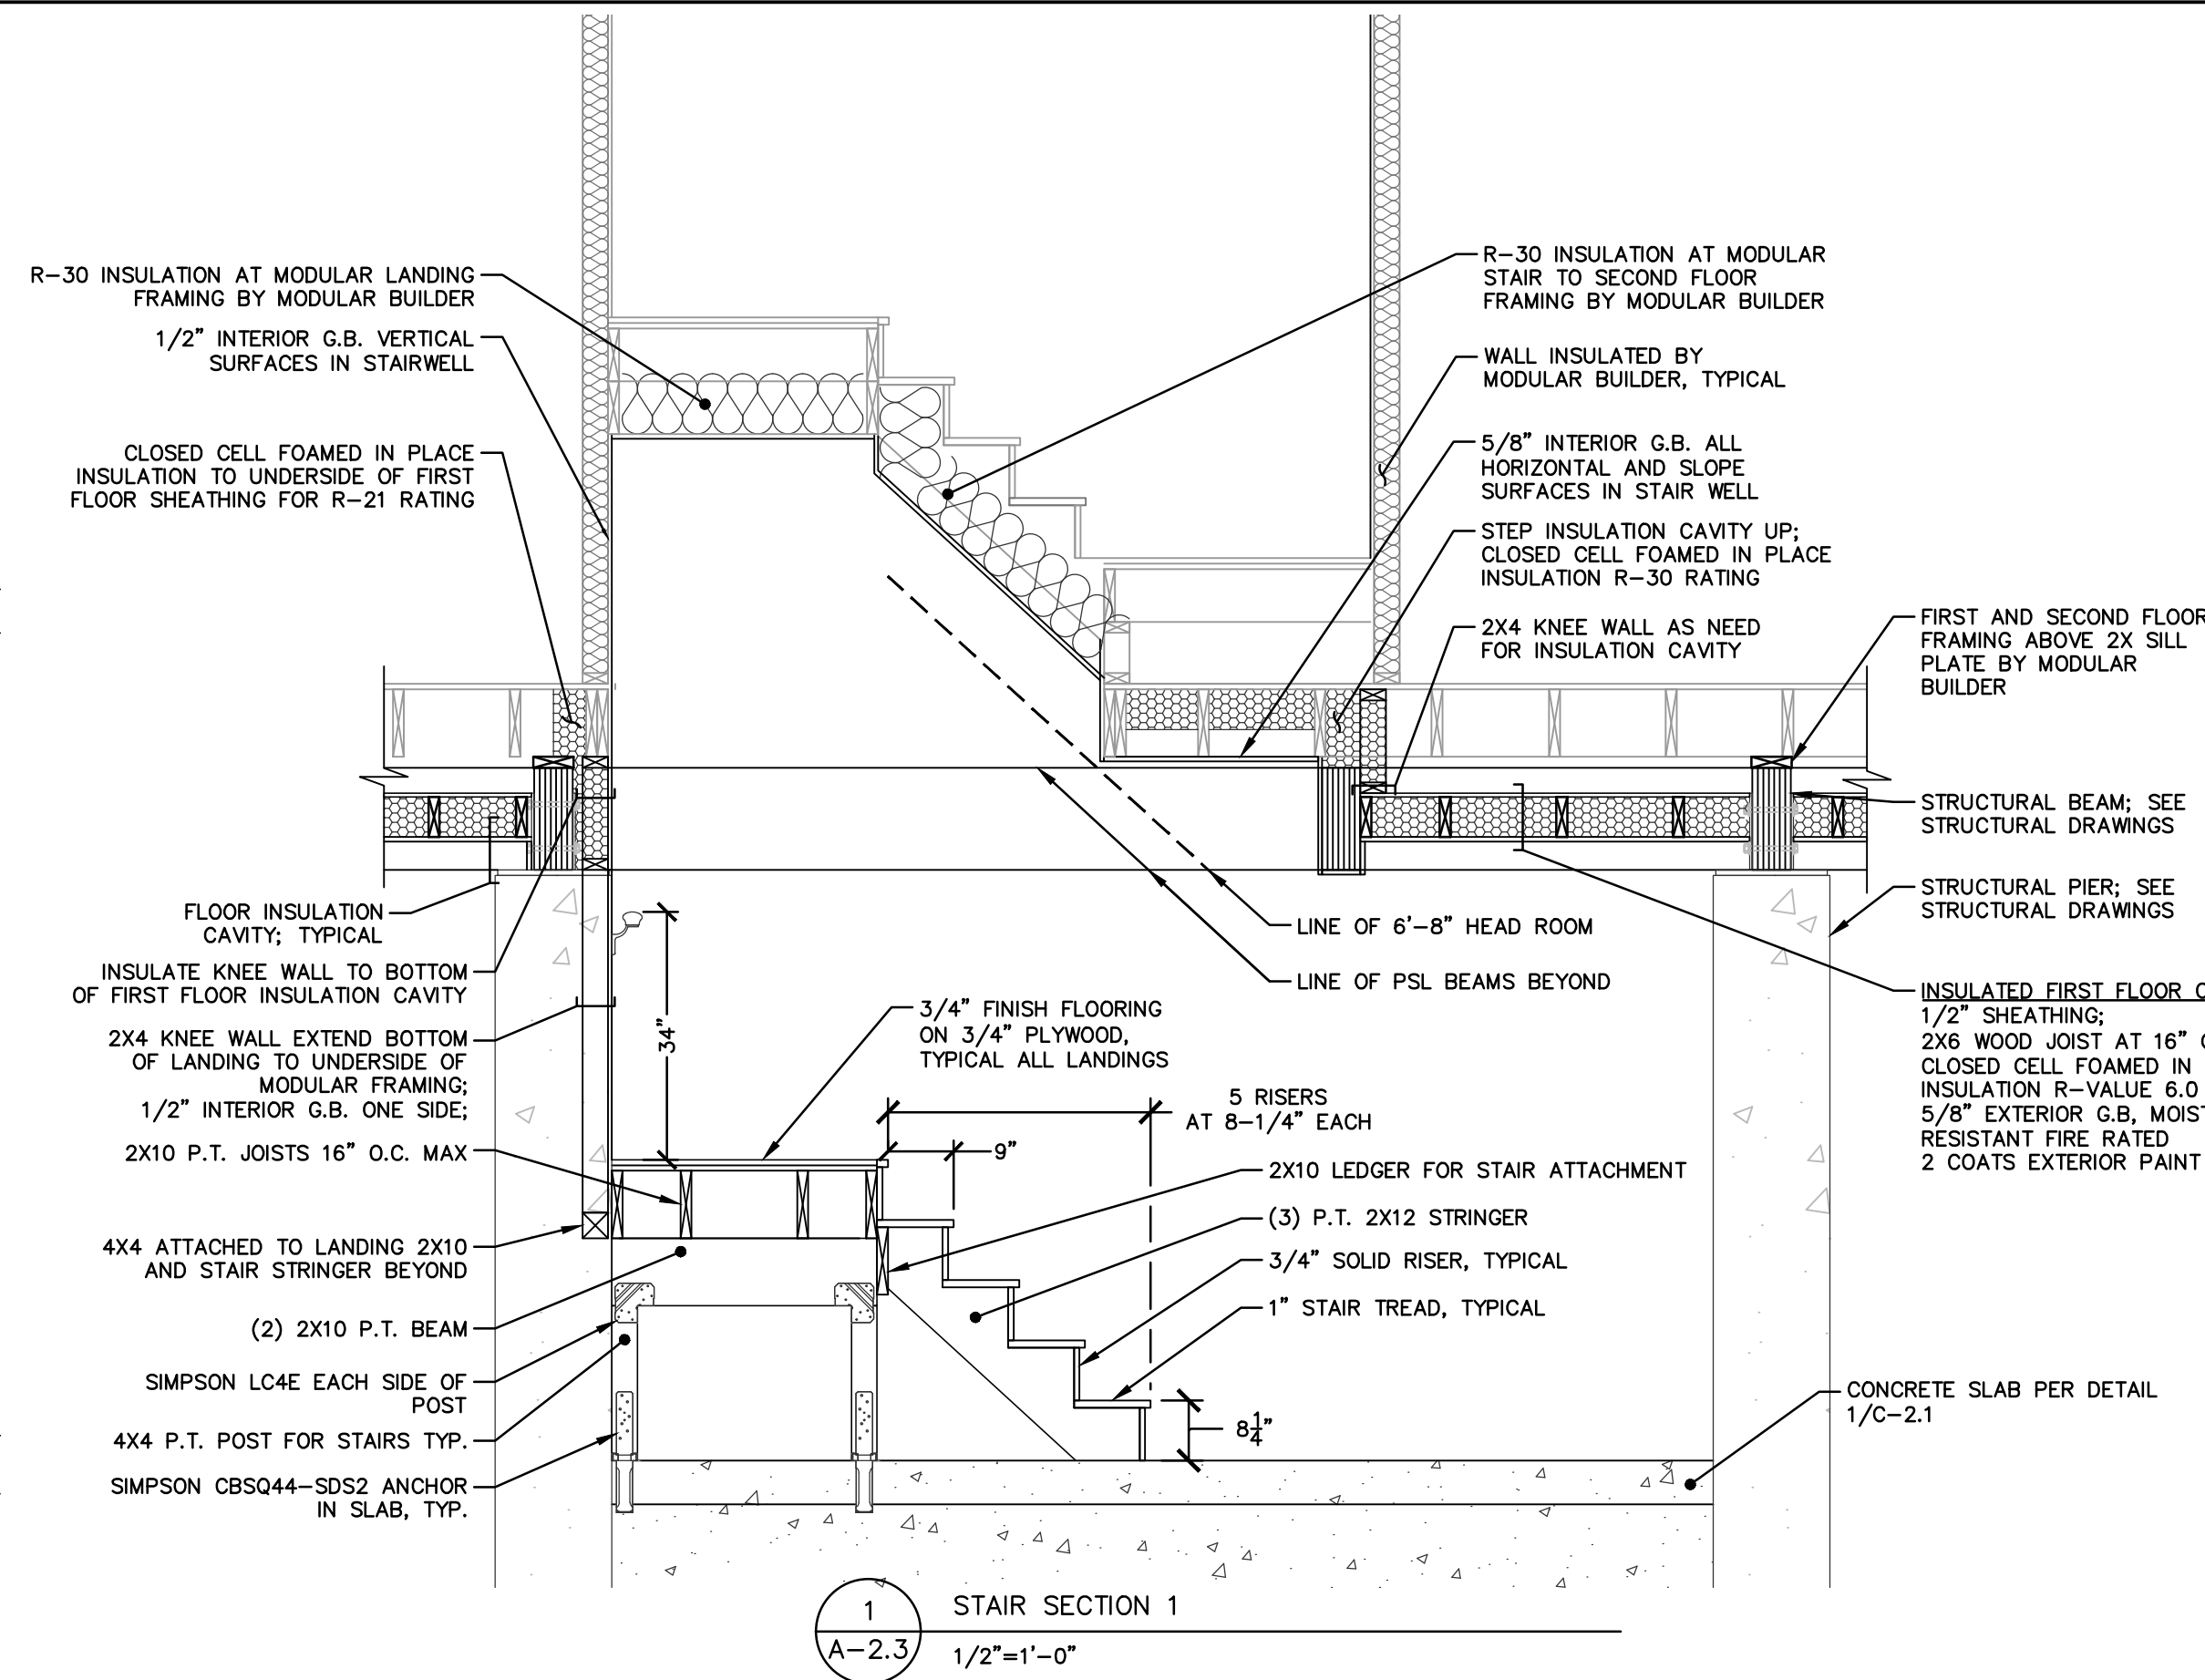 R-30 INSULATION AT MODULAR LANDING
FRAMING BY MODULAR BUILDER
1/2" INTERIOR G.B. VERTICAL
SURFACES IN STAIRWELL
CLOSED CELL FOAMED IN PLACE
INSULATION TO UNDERSIDE OF FIRST
FLOOR SHEATHING FOR R-21 RATING
FLOOR INSULATION
CAVITY; TYPICAL
INSULATE KNEE WALL TO BOTTOM
OF FIRST FLOOR INSULATION CAVITY
2X4 KNEE WALL EXTEND BOTTOM
OF LANDING TO UNDERSIDE OF
MODULAR FRAMING;
1/2" INTERIOR G.B. ONE SIDE;
2X10 P.T. JOISTS 16" O.C. MAX
4X4 ATTACHED TO LANDING 2X10
AND STAIR STRINGER BEYOND
(2) 2X10 P.T. BEAM
SIMPSON LC4E EACH SIDE OF
POST
4X4 P.T. POST FOR STAIRS TYP.
SIMPSON CBSQ44-SDS2 ANCHOR
IN SLAB, TYP.
34"
3/4" FINISH FLOORING
ON 3/4" PLYWOOD,
TYPICAL ALL LANDINGS
5 RISERS
AT 8-1/4" EACH
9"
2X10 LEDGER FOR STAIR ATTACHMENT
(3) P.T. 2X12 STRINGER
3/4" SOLID RISER, TYPICAL
1" STAIR TREAD, TYPICAL
8 1/4"
LINE OF 6'-8" HEAD ROOM
LINE OF PSL BEAMS BEYOND
R-30 INSULATION AT MODULAR
STAIR TO SECOND FLOOR
FRAMING BY MODULAR BUILDER
WALL INSULATED BY
MODULAR BUILDER, TYPICAL
5/8" INTERIOR G.B. ALL
HORIZONTAL AND SLOPE
SURFACES IN STAIR WELL
STEP INSULATION CAVITY UP;
CLOSED CELL FOAMED IN PLACE
INSULATION R-30 RATING
2X4 KNEE WALL AS NEED
FOR INSULATION CAVITY
FIRST AND SECOND FLOOR
FRAMING ABOVE 2X SILL
PLATE BY MODULAR
BUILDER
STRUCTURAL BEAM; SEE
STRUCTURAL DRAWINGS
STRUCTURAL PIER; SEE
STRUCTURAL DRAWINGS
INSULATED FIRST FLOOR
1/2" SHEATHING;
2X6 WOOD JOIST AT 16"
CLOSED CELL FOAMED IN
INSULATION R-VALUE 6.0
5/8" EXTERIOR G.B,
RESISTANT FIRE RATED
2 COATS EXTERIOR PAINT
CONCRETE SLAB PER DETAIL
1/C-2.1
1
A-2.3
STAIR SECTION 1
1/2"=1'-0"